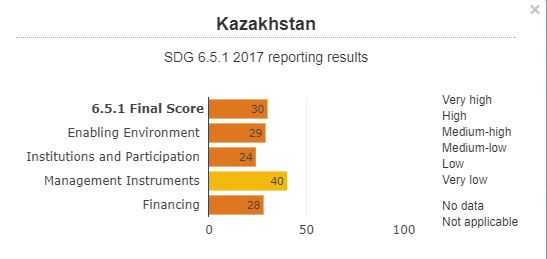 ×
Kazakhstan
SDG 6.5.1 2017 reporting results
6.5.1 Final Score 30
Enabling Environment 29
Institutions and Participation 24
Management Instruments 40
Financing 28
0 50 100
Very high
High
Medium-high
Medium-low
Low
Very low
No data
Not applicable